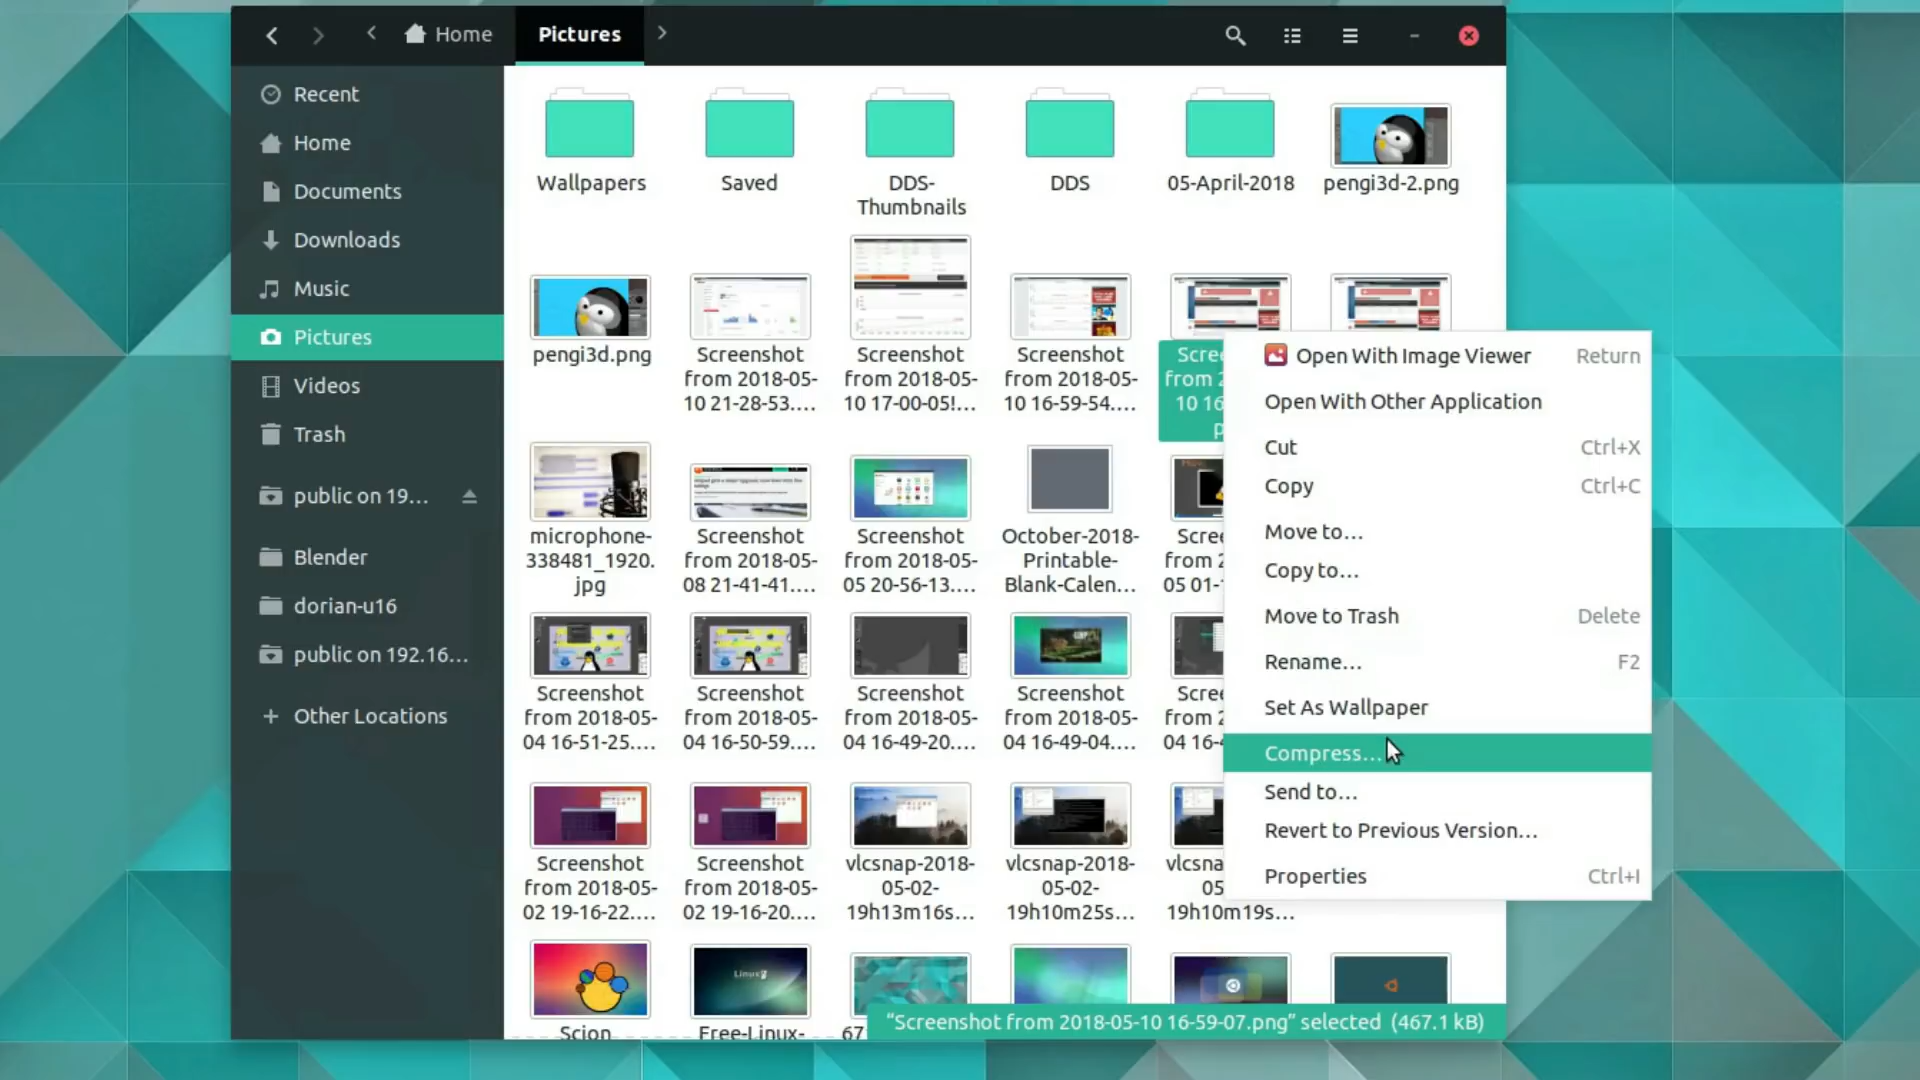 Home
Pictures
Recent
Home
Documents
Downloads
Music
Pictures
Videos
Trash
public on 19…
Blender
dorian-u16
public on 192.16…
Other Locations
Wallpapers
Saved
DDS-
Thumbnails
DDS
05-April-2018
pengi3d-2.png
pengi3d.png
Screenshot
from 2018-05-
10 21-28-53.…
Screenshot
from 2018-05-
10 17-00-05!…
Screenshot
from 2018-05-
10 16-59-54.…
Scree
from 2
10 16
p
microphone-
338481_1920.
jpg
Screenshot
from 2018-05-
08 21-41-41.…
Screenshot
from 2018-05-
05 20-56-13.…
October-2018-
Printable-
Blank-Calen…
Scre
from 2
05 01-
Screenshot
from 2018-05-
04 16-51-25.…
Screenshot
from 2018-05-
04 16-50-59.…
Screenshot
from 2018-05-
04 16-49-20.…
Screenshot
from 2018-05-
04 16-49-04.…
Scre
from 2
04 16-
Screenshot
from 2018-05-
02 19-16-22.…
Screenshot
from 2018-05-
02 19-16-20.…
vlcsnap-2018-
05-02-
19h13m16s…
vlcsnap-2018-
05-02-
19h10m25s…
vlcsna
05
19h10m19s…
Scion
Free-Linux-
67
Open With Image Viewer Return
Open With Other Application
Cut Ctrl+X
Copy Ctrl+C
Move to…
Copy to…
Move to Trash Delete
Rename… F2
Set As Wallpaper
Compress…
Send to…
Revert to Previous Version…
Properties Ctrl+I
“Screenshot from 2018-05-10 16-59-07.png” selected (467.1 kB)